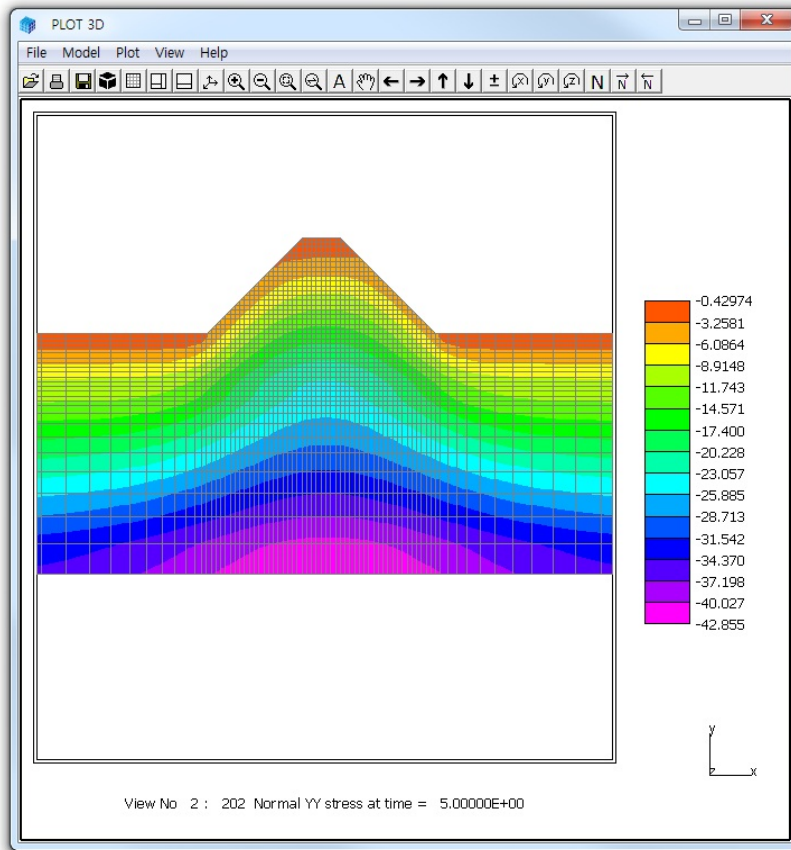 PLOT 3D
File Model Plot View Help
A x y z N N N
-0.42974
-3.2581
-6.0864
-8.9148
-11.743
-14.571
-17.400
-20.228
-23.057
-25.885
-28.713
-31.542
-34.370
-37.198
-40.027
-42.855
y
z x
View No 2 : 202 Normal YY stress at time = 5.00000E+00